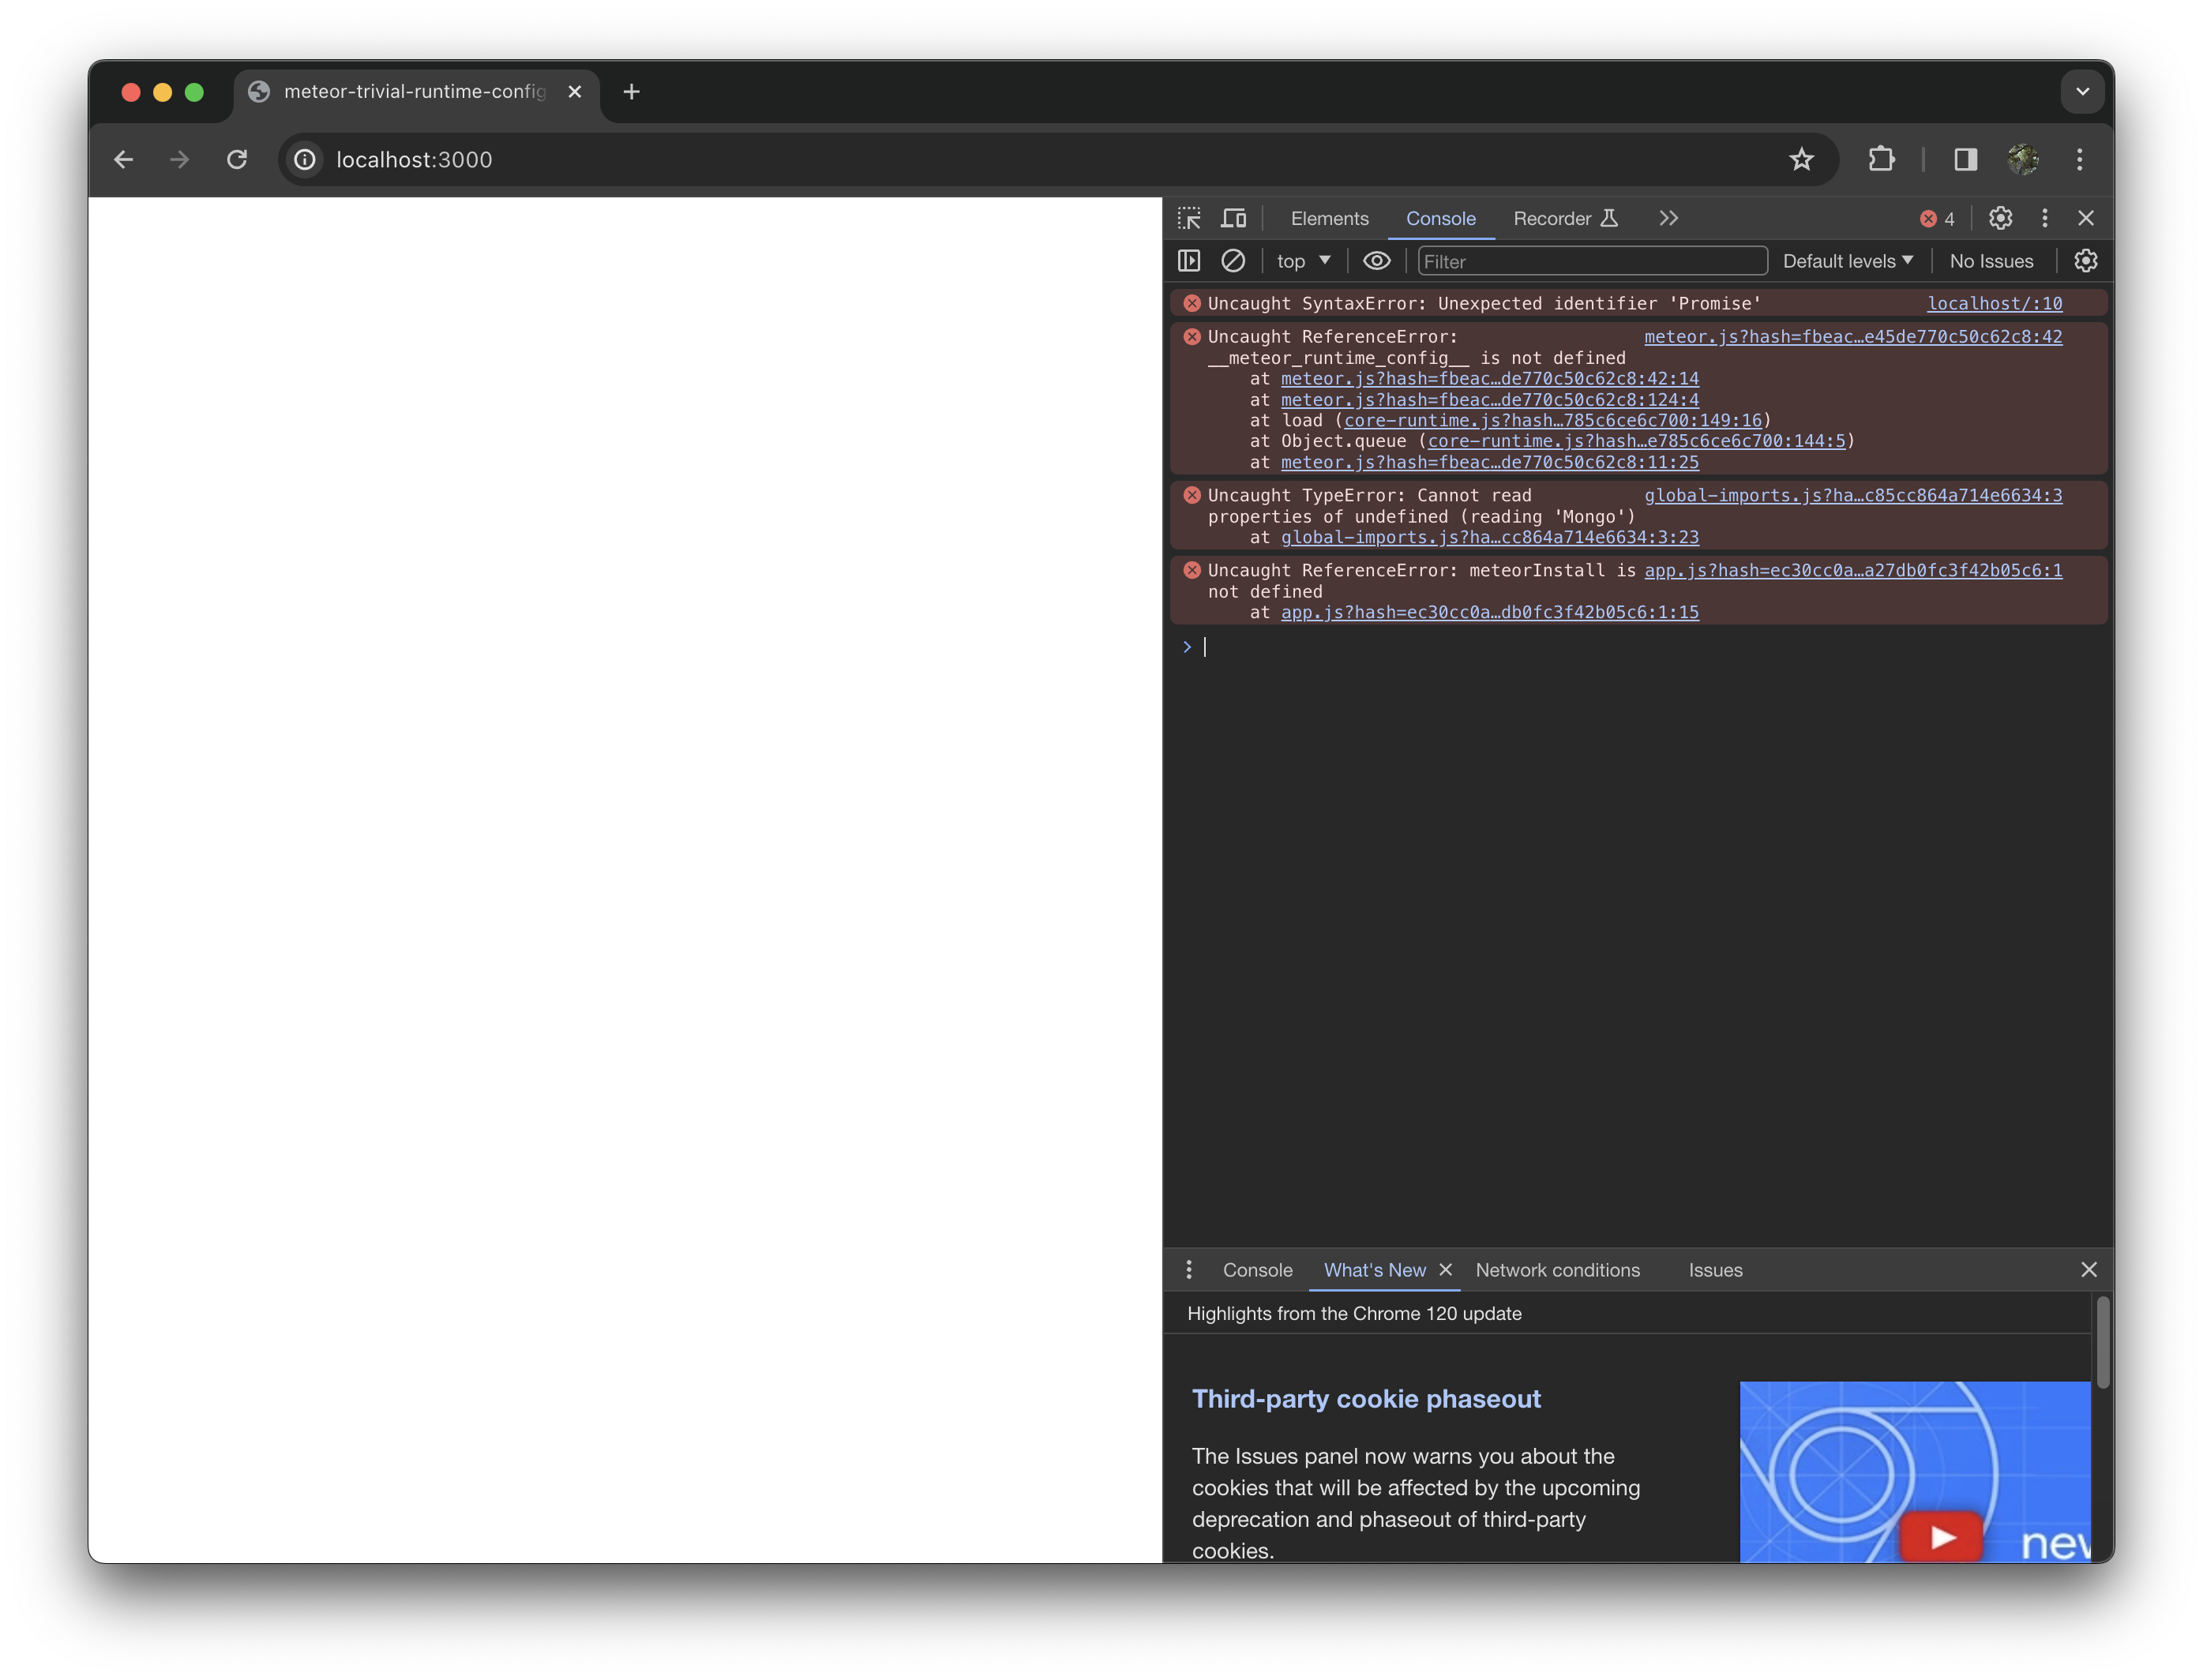 meteor-trivial-runtime-config
localhost:3000
Elements Console Recorder 4
top Filter Default levels No Issues
Uncaught SyntaxError: Unexpected identifier 'Promise' localhost/:10
Uncaught ReferenceError: meteor.js?hash=fbeac…e45de770c50c62c8:42
__meteor_runtime_config__ is not defined
at meteor.js?hash=fbeac…de770c50c62c8:42:14
at meteor.js?hash=fbeac…de770c50c62c8:124:4
at load (core-runtime.js?hash…785c6ce6c700:149:16)
at Object.queue (core-runtime.js?hash…e785c6ce6c700:144:5)
at meteor.js?hash=fbeac…de770c50c62c8:11:25
Uncaught TypeError: Cannot read global-imports.js?ha…c85cc864a714e6634:3
properties of undefined (reading 'Mongo')
at global-imports.js?ha…cc864a714e6634:3:23
Uncaught ReferenceError: meteorInstall is app.js?hash=ec30cc0a…a27db0fc3f42b05c6:1
not defined
at app.js?hash=ec30cc0a…db0fc3f42b05c6:1:15
>
Console What's New Network conditions Issues
Highlights from the Chrome 120 update
Third-party cookie phaseout
The Issues panel now warns you about the
cookies that will be affected by the upcoming
deprecation and phaseout of third-party
cookies.
new